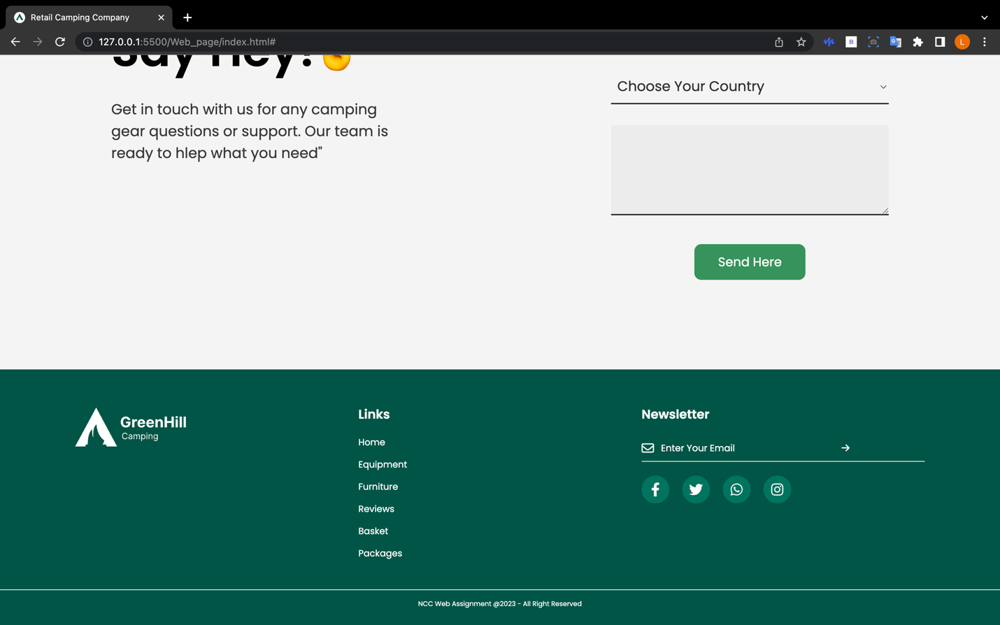 Retail Camping Company
127.0.0.1:5500/Web_page/index.html#
B
L
Say Hey!
Get in touch with us for any camping
gear questions or support. Our team is
ready to hlep what you need"
Choose Your Country
Send Here
GreenHill
Camping
Links
Home
Equipment
Furniture
Reviews
Basket
Packages
Newsletter
Enter Your Email
NCC Web Assignment @2023 - All Right Reserved